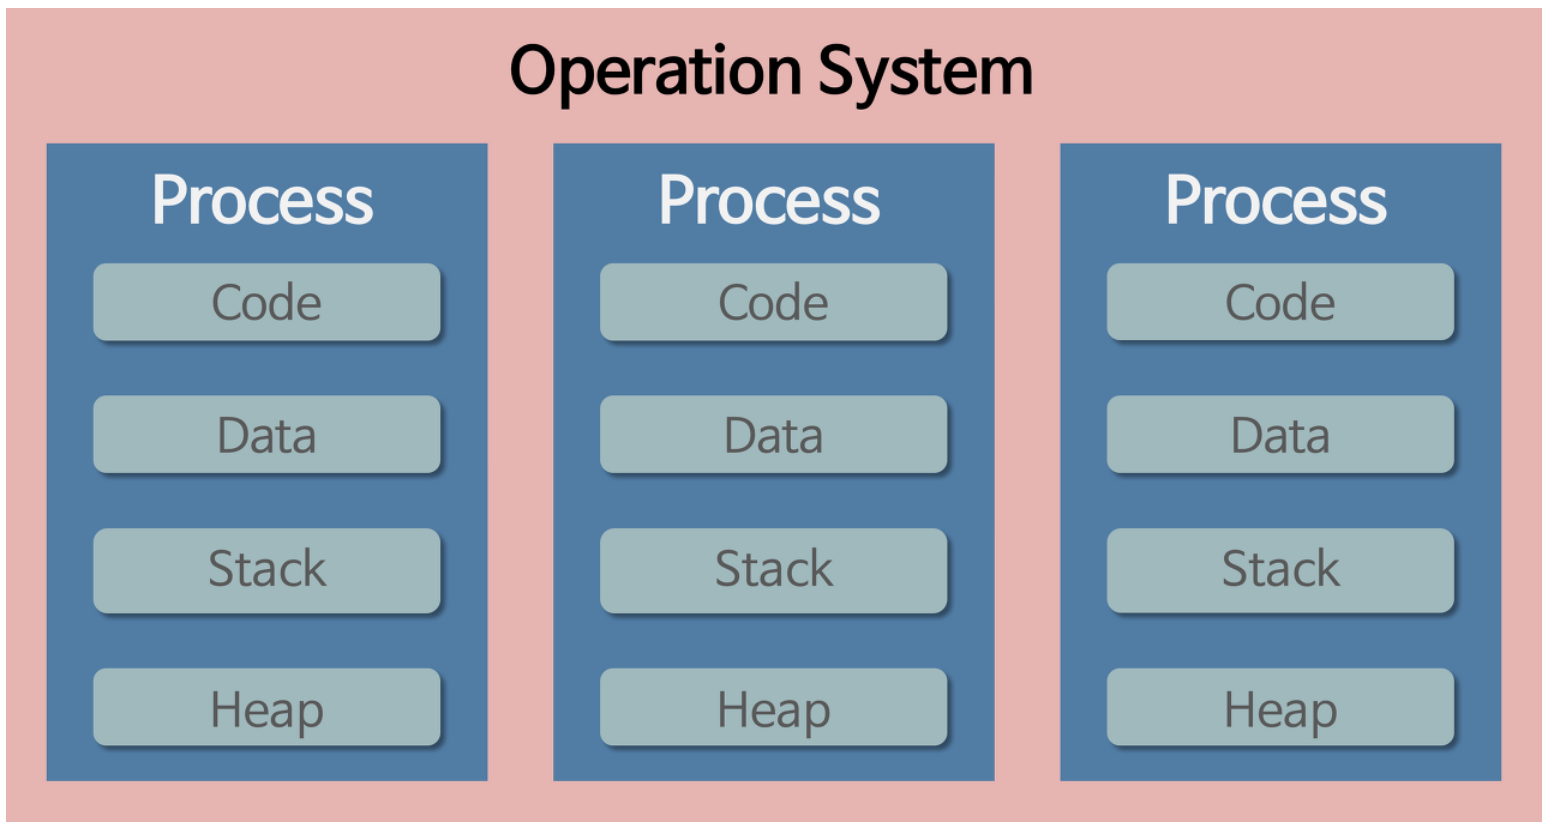 Operation System
Process
Code
Data
Stack
Heap
Process
Code
Data
Stack
Heap
Process
Code
Data
Stack
Heap